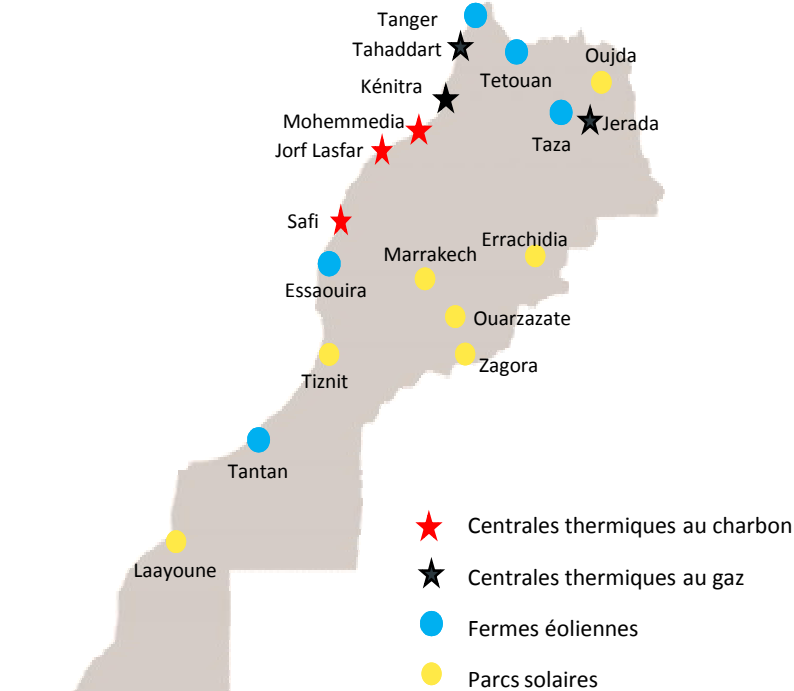 Tanger
Tahaddart
Oujda
Tetouan
Kénitra
Mohemmedia
Jerada
Taza
Jorf Lasfar
Safi
Errachidia
Marrakech
Essaouira
Ouarzazate
Zagora
Tiznit
Tantan
Laayoune
Centrales thermiques au charbon
Centrales thermiques au gaz
Fermes éoliennes
Parcs solaires